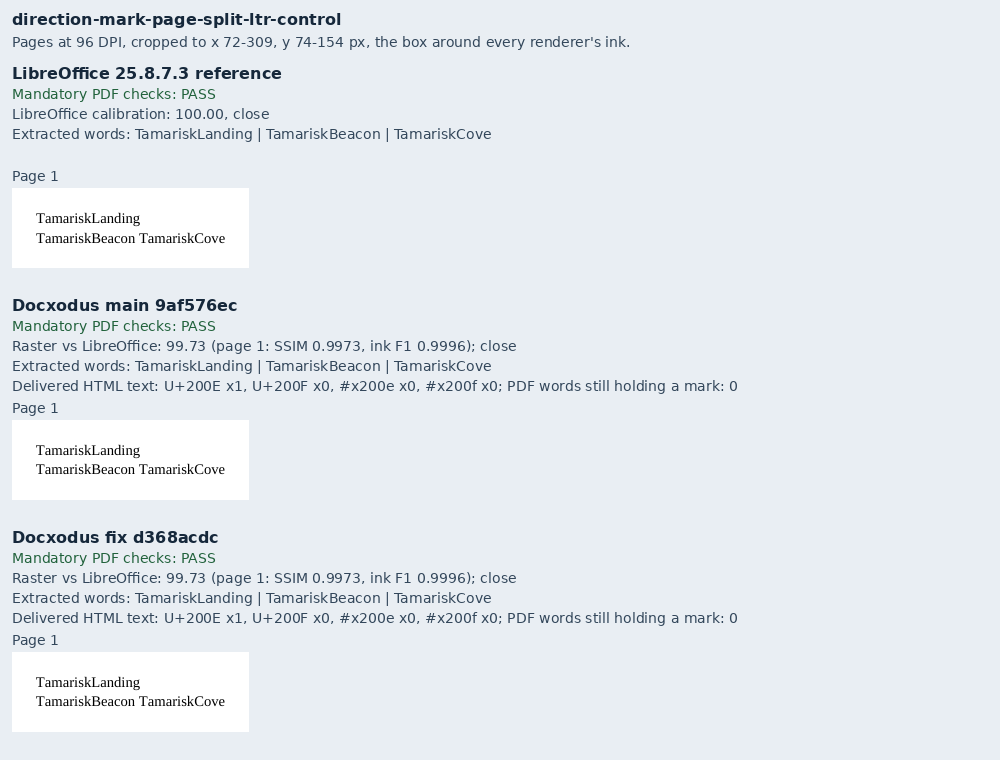 direction-mark-page-split-ltr-control
Pages at 96 DPI, cropped to x 72-309, y 74-154 px, the box around every renderer's ink.
LibreOffice 25.8.7.3 reference
Mandatory PDF checks: PASS
LibreOffice calibration: 100.00, close
Extracted words: TamariskLanding | TamariskBeacon | TamariskCove
Page 1
TamariskLanding
TamariskBeacon TamariskCove
Docxodus main 9af576ec
Mandatory PDF checks: PASS
Raster vs LibreOffice: 99.73 (page 1: SSIM 0.9973, ink F1 0.9996); close
Extracted words: TamariskLanding | TamariskBeacon | TamariskCove
Delivered HTML text: U+200E x1, U+200F x0, #x200e x0, #x200f x0; PDF words still holding a mark: 0
Page 1
TamariskLanding
TamariskBeacon TamariskCove
Docxodus fix d368acdc
Mandatory PDF checks: PASS
Raster vs LibreOffice: 99.73 (page 1: SSIM 0.9973, ink F1 0.9996); close
Extracted words: TamariskLanding | TamariskBeacon | TamariskCove
Delivered HTML text: U+200E x1, U+200F x0, #x200e x0, #x200f x0; PDF words still holding a mark: 0
Page 1
TamariskLanding
TamariskBeacon TamariskCove